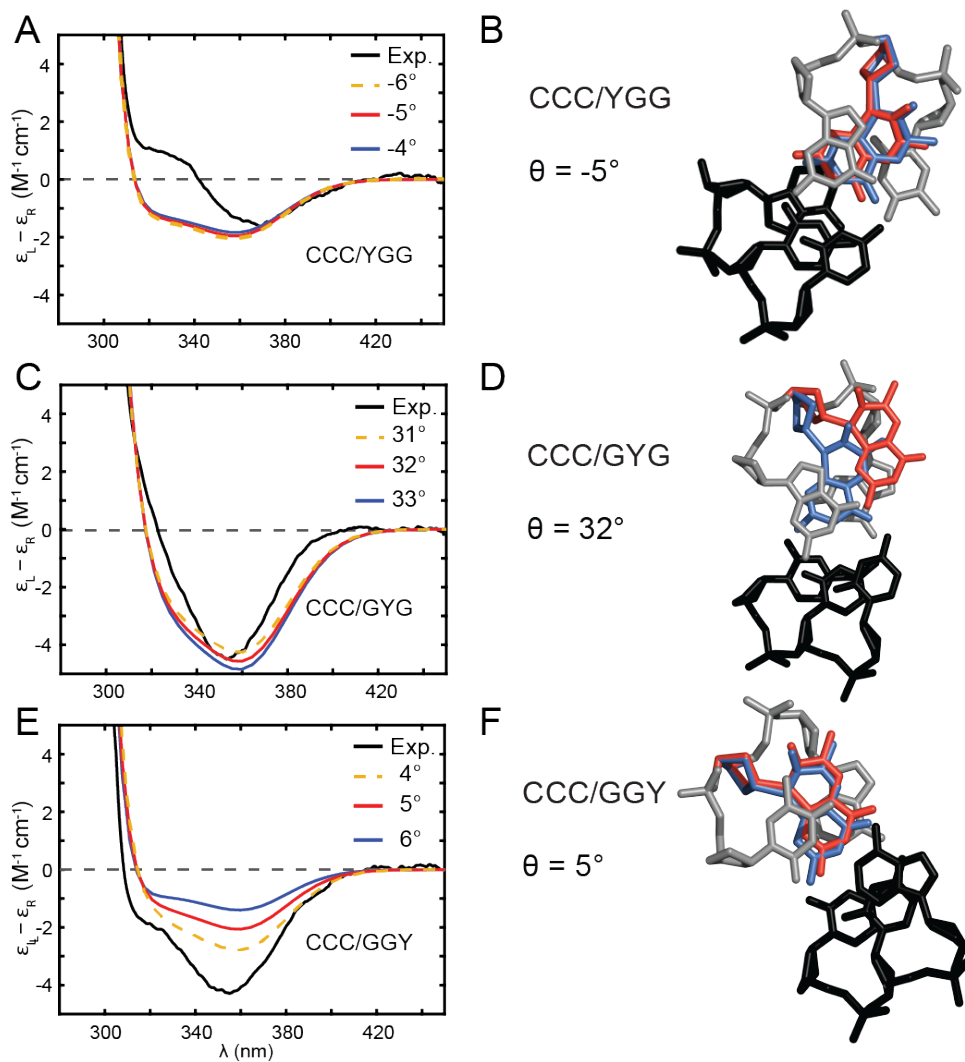 A
εL − εR (M-1 cm-1)
4
2
0
-2
-4
Exp.
-6°
-5°
-4°
CCC/YGG
300 340 380 420
B
CCC/YGG
θ = -5°
C
εL − εR (M-1 cm-1)
4
2
0
-2
-4
Exp.
31°
32°
33°
CCC/GYG
300 340 380 420
D
CCC/GYG
θ = 32°
E
εL − εR (M-1 cm-1)
4
2
0
-2
-4
Exp.
4°
5°
6°
CCC/GGY
300 340 380 420
λ (nm)
F
CCC/GGY
θ = 5°